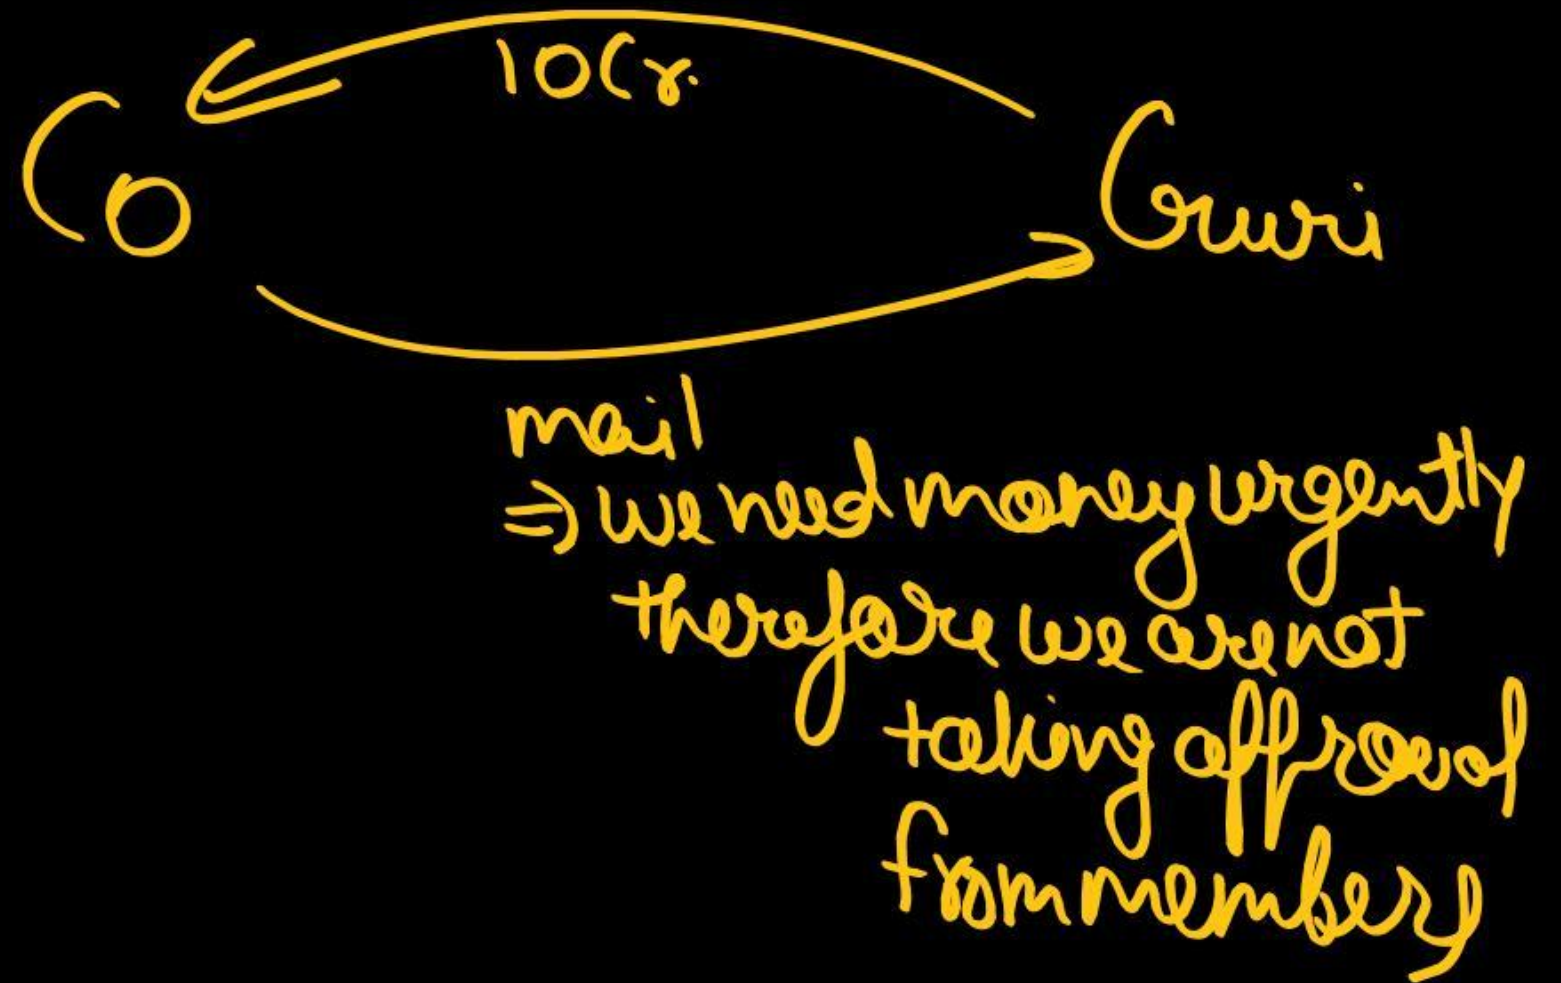 10Cr.
Co
Guri
mail
⇒ we need money urgently
therefore we are not
taking approval
from members